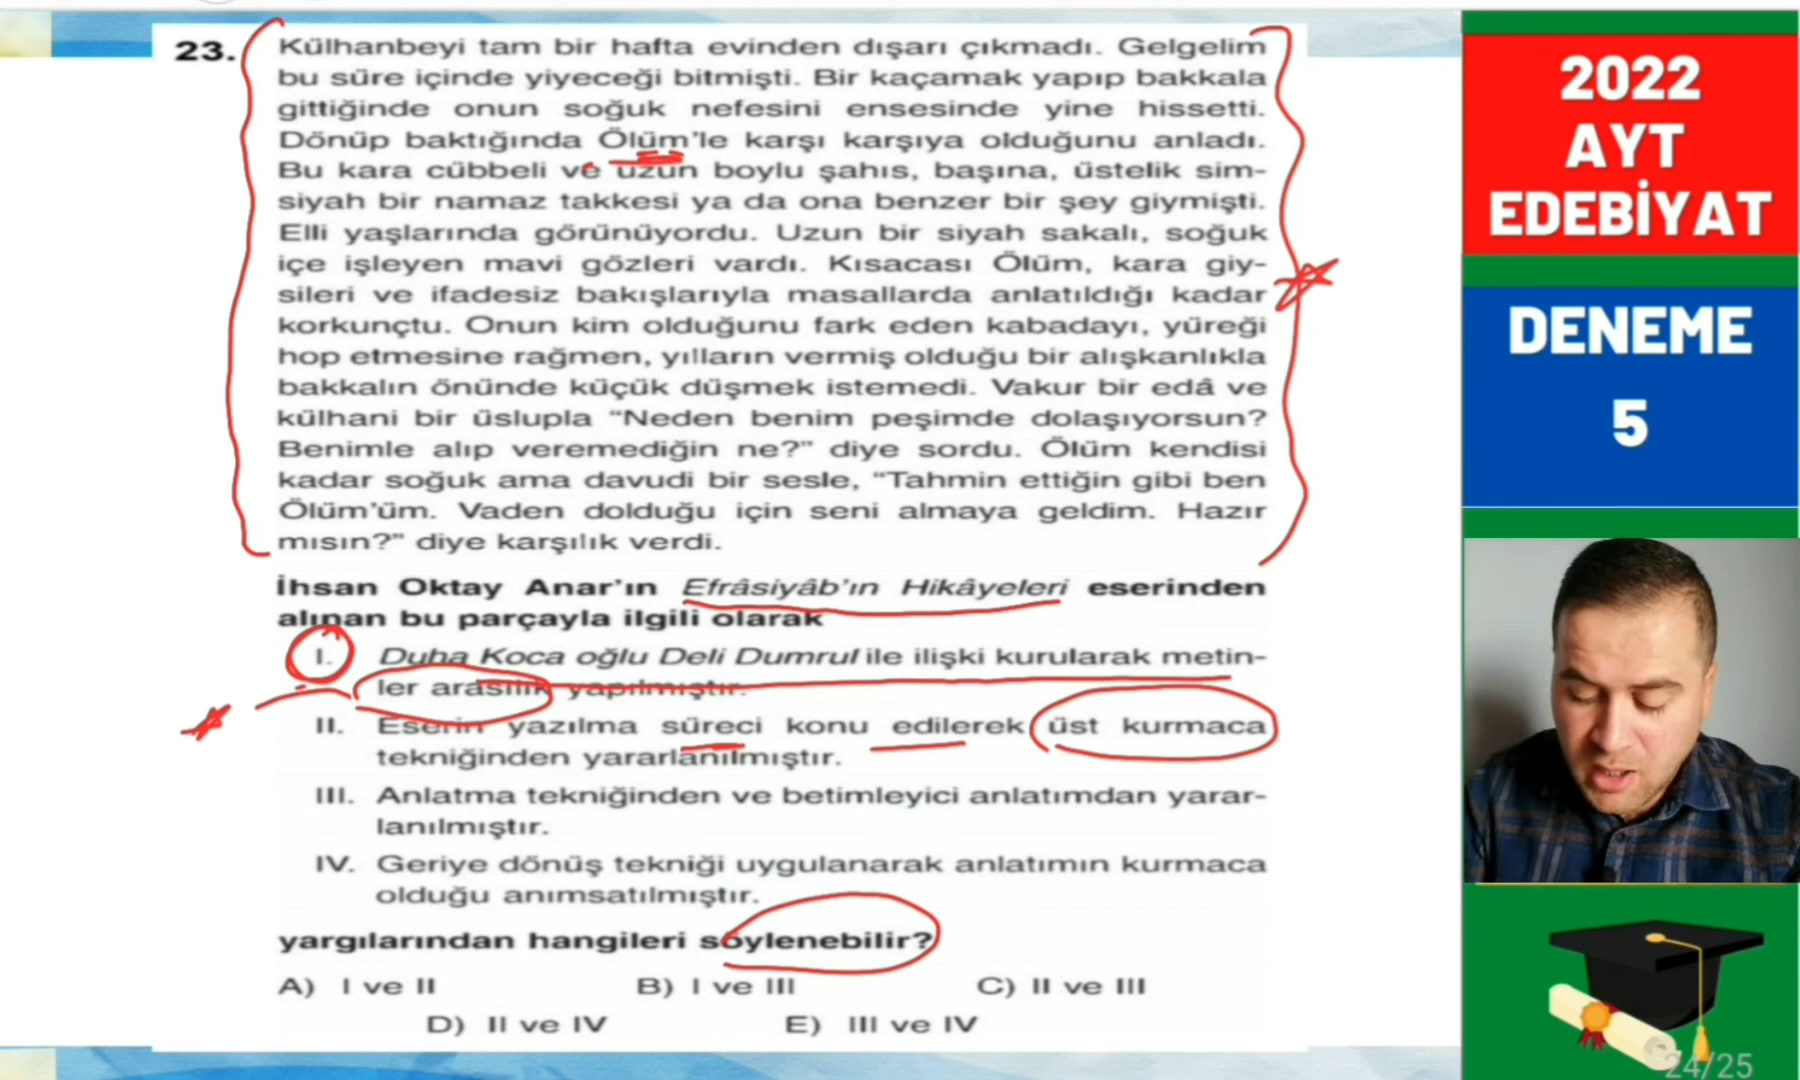 23. Külhanbeyi tam bir hafta evinden dışarı çıkmadı. Gelgelim
bu süre içinde yiyeceği bitmişti. Bir kaçamak yapıp bakkala
gittiğinde onun soğuk nefesini ensesinde yine hissetti.
Dönüp baktığında Ölüm'le karşı karşıya olduğunu anladı.
Bu kara cübbeli ve uzun boylu şahıs, başına, üstelik sim-
siyah bir namaz takkesi ya da ona benzer bir şey giymişti.
Elli yaşlarında görünüyordu. Uzun bir siyah sakalı, soğuk
içe işleyen mavi gözleri vardı. Kısacası Ölüm, kara giy-
sileri ve ifadesiz bakışlarıyla masallarda anlatıldığı kadar
korkunçtu. Onun kim olduğunu fark eden kabadayı, yüreği
hop etmesine rağmen, yılların vermiş olduğu bir alışkanlıkla
bakkalın önünde küçük düşmek istemedi. Vakur bir edâ ve
külhani bir üslupla “Neden benim peşimde dolaşıyorsun?
Benimle alıp veremediğin ne?” diye sordu. Ölüm kendisi
kadar soğuk ama davudi bir sesle, “Tahmin ettiğin gibi ben
Ölüm'üm. Vaden dolduğu için seni almaya geldim. Hazır
mısın?” diye karşılık verdi.
İhsan Oktay Anar'ın Efrâsiyâb'ın Hikâyeleri eserinden
alınan bu parçayla ilgili olarak
I. Duha Koca oğlu Deli Dumrul ile ilişki kurularak metin-
ler arasılık yapılmıştır.
II. Eserin yazılma süreci konu edilerek üst kurmaca
tekniğinden yararlanılmıştır.
III. Anlatma tekniğinden ve betimleyici anlatımdan yarar-
lanılmıştır.
IV. Geriye dönüş tekniği uygulanarak anlatımın kurmaca
olduğu anımsatılmıştır.
yargılarından hangileri söylenebilir?
A) I ve II B) I ve III C) II ve III
D) II ve IV E) III ve IV
2022
AYT
EDEBİYAT
DENEME
5
24/25